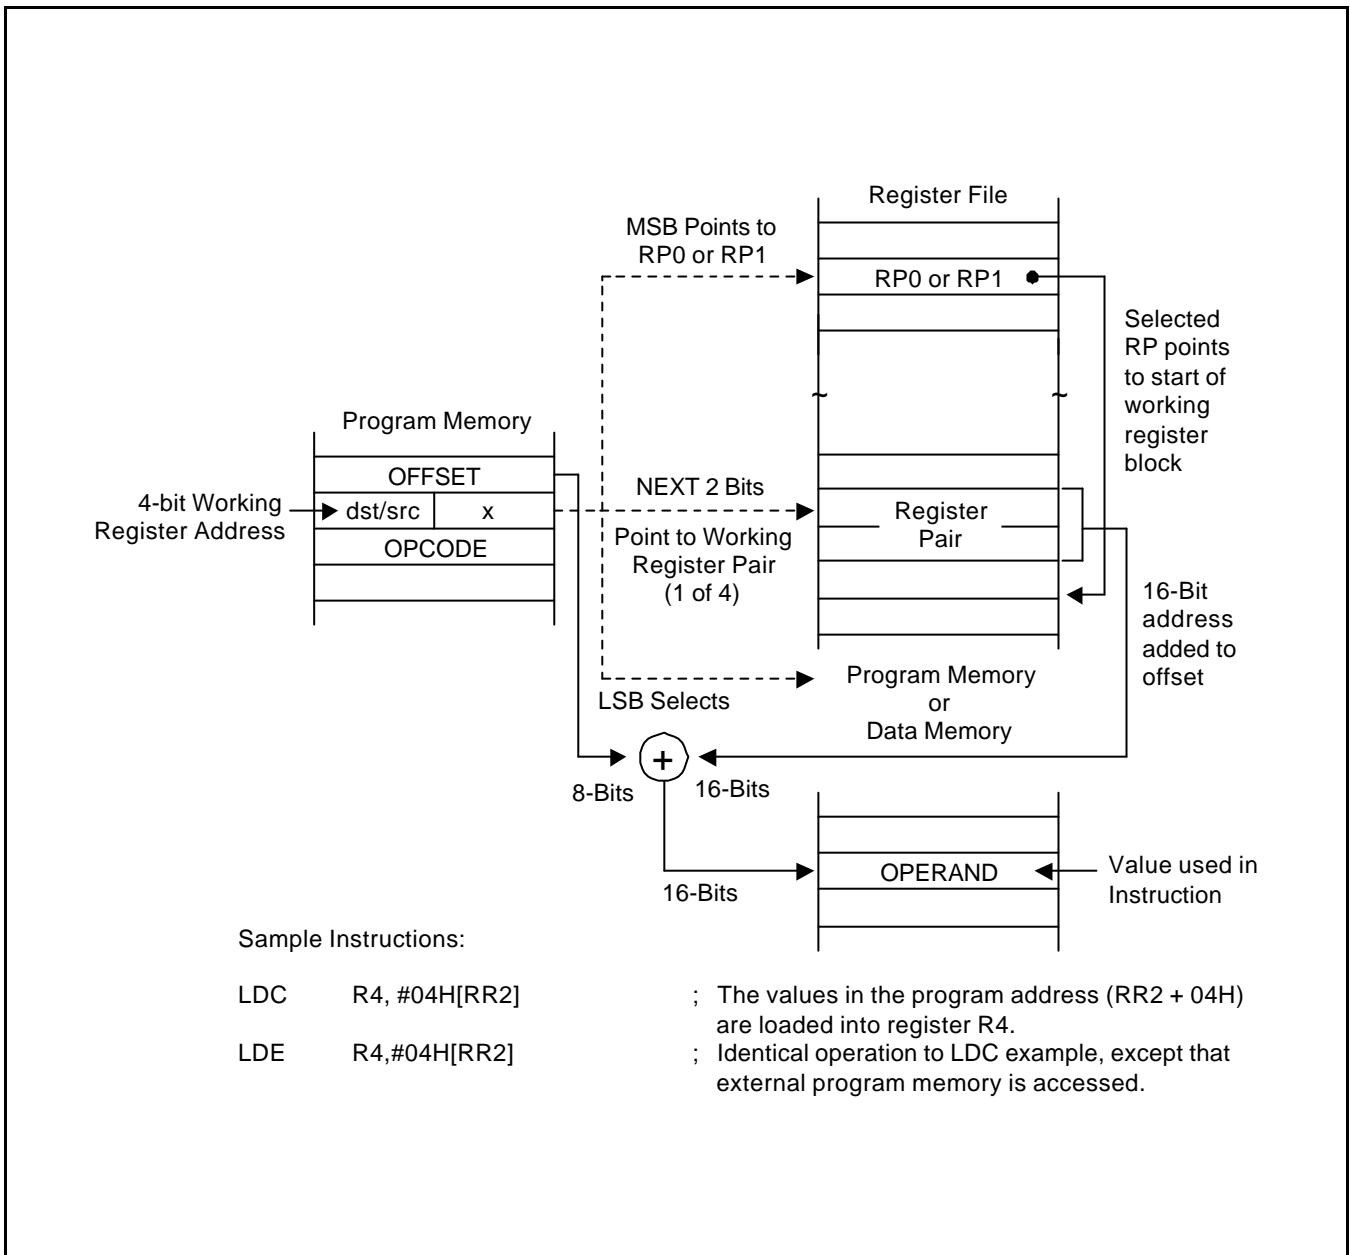 Register File
MSB Points to
RP0 or RP1
RP0 or RP1
Selected
RP points
to start of
working
register
block
~ ~
Program Memory
OFFSET
4-bit Working
Register Address
dst/src x
OPCODE
NEXT 2 Bits
Point to Working
Register Pair
(1 of 4)
Register
Pair
16-Bit
address
added to
offset
LSB Selects
Program Memory
or
Data Memory
+
8-Bits
16-Bits
16-Bits
OPERAND
Value used in
Instruction
Sample Instructions:
LDC R4, #04H[RR2] ; The values in the program address (RR2 + 04H)
are loaded into register R4.
LDE R4,#04H[RR2] ; Identical operation to LDC example, except that
external program memory is accessed.